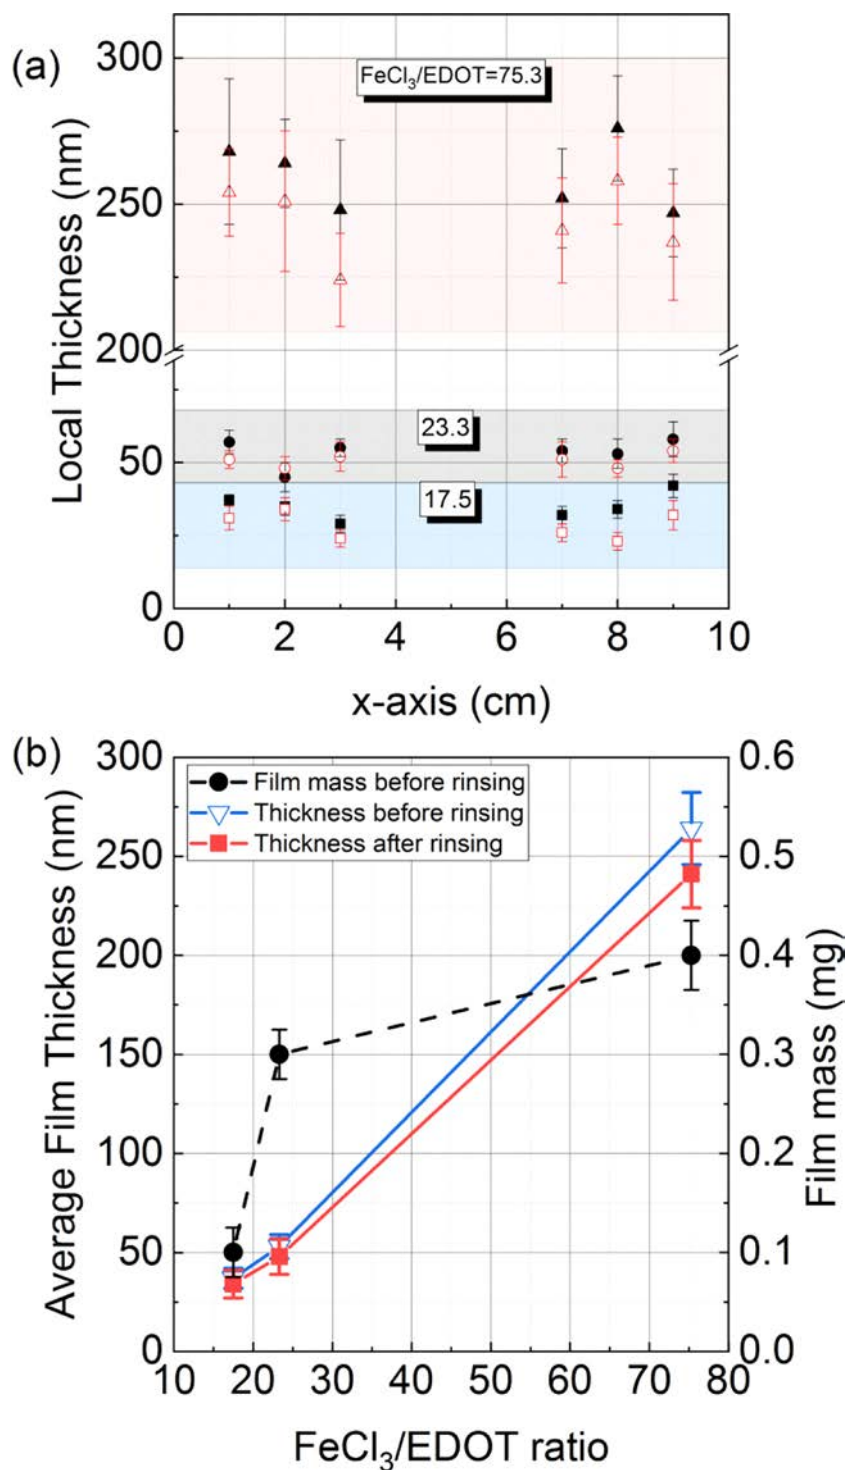 (a)
Local Thickness (nm)
300
250
200
50
0
FeCl₃/EDOT=75.3
23.3
17.5
0 2 4 6 8 10
x-axis (cm)
(b)
Average Film Thickness (nm)
300
250
200
150
100
50
0
Film mass before rinsing
Thickness before rinsing
Thickness after rinsing
0.6
0.5
0.4
0.3
0.2
0.1
0.0
Film mass (mg)
10 20 30 40 50 60 70 80
FeCl₃/EDOT ratio